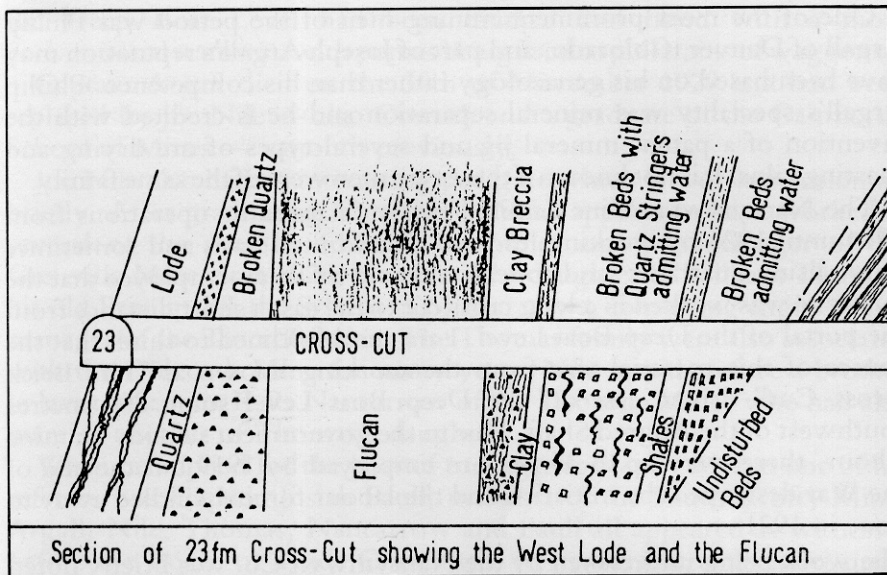 Lode
Broken Quartz
Clay Breccia
Broken Beds with
Quartz Stringers
admitting water
Broken Beds
admitting water
23
CROSS CUT
Quartz
Flucan
Clay
Shales
Undisturbed
Beds
Section of 23fm Cross-Cut showing the West Lode and the Flucan